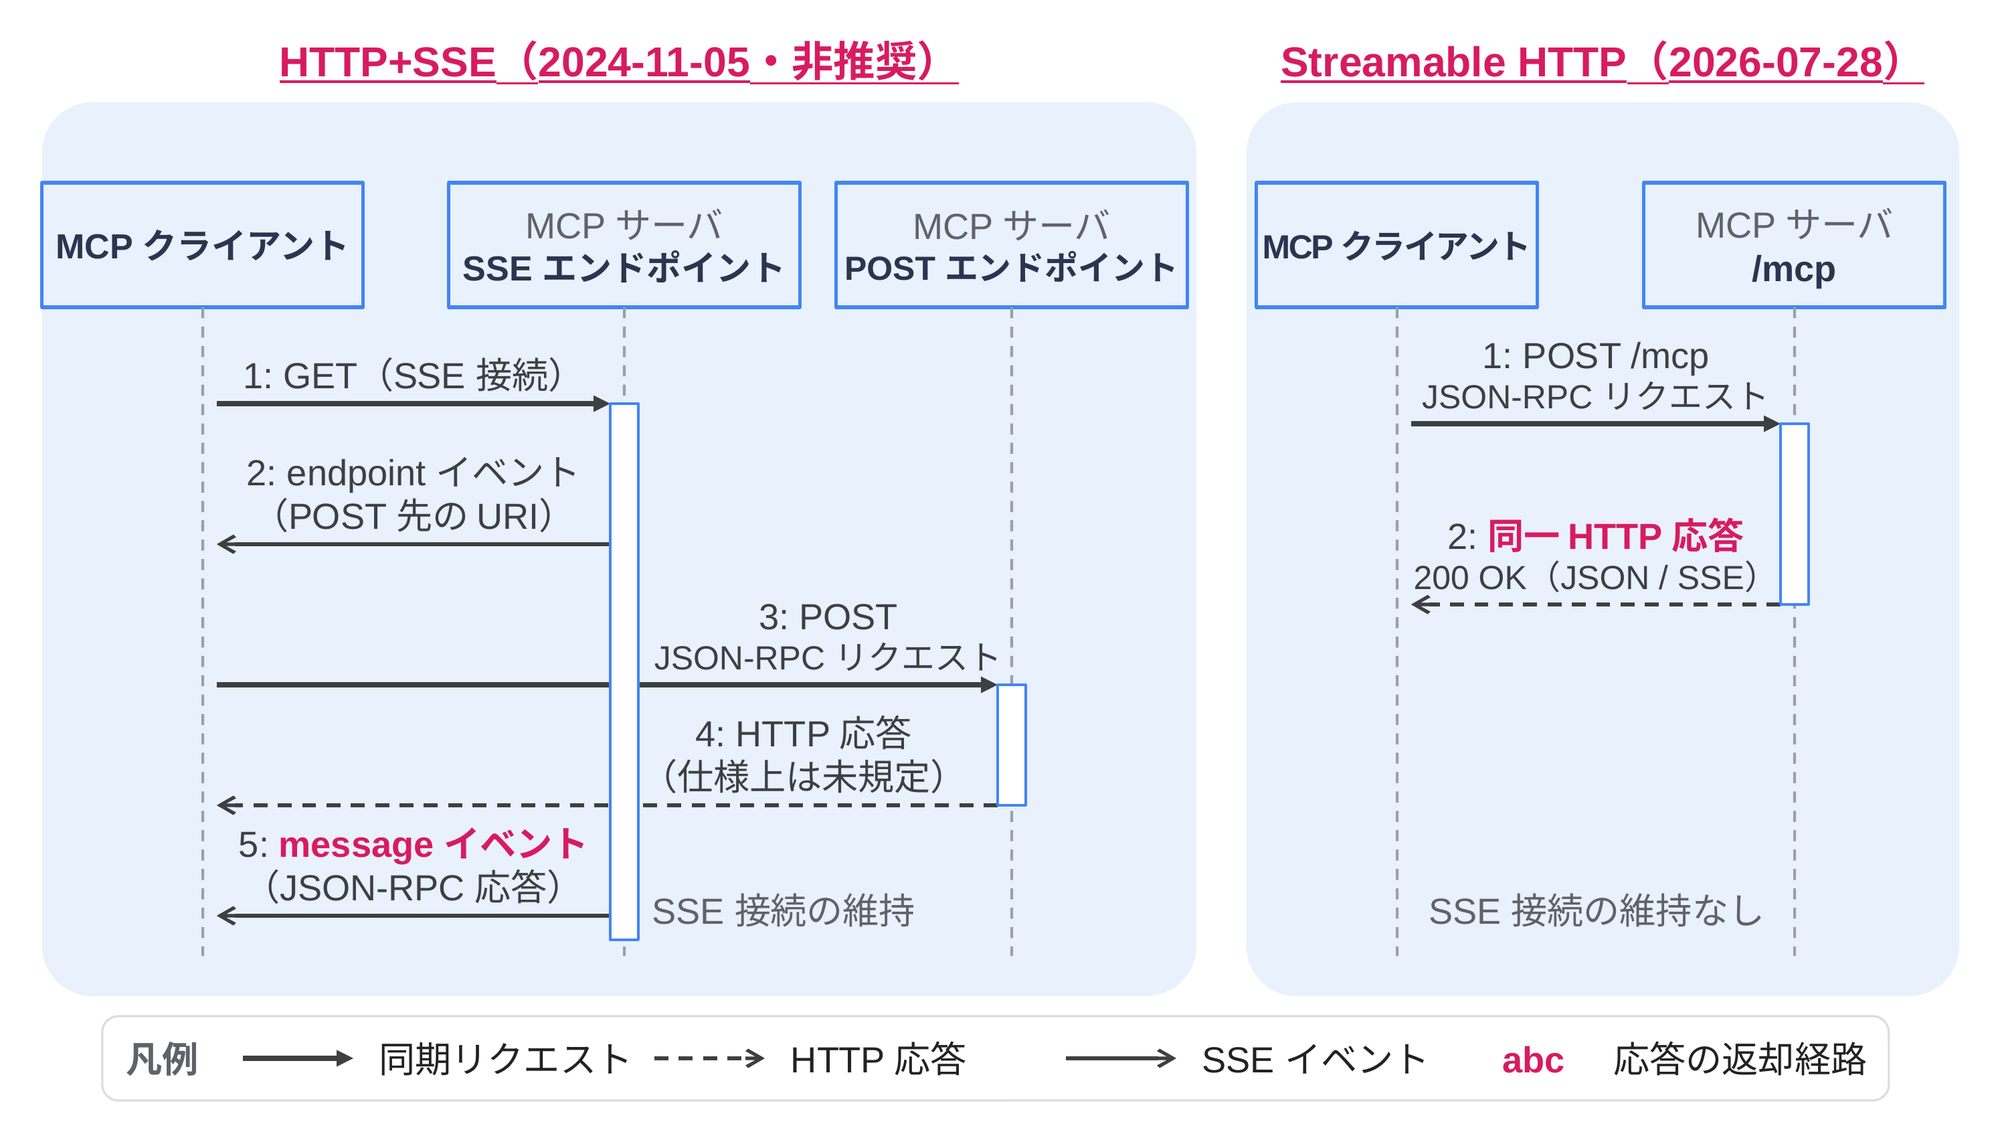 HTTP+SSE（2024-11-05・非推奨）
MCP クライアント
MCP サーバ
SSE エンドポイント
MCP サーバ
POST エンドポイント
1: GET（SSE 接続）
2: endpoint イベント
（POST 先の URI）
3: POST
JSON-RPC リクエスト
4: HTTP 応答
（仕様上は未規定）
5: message イベント
（JSON-RPC 応答）
SSE 接続の維持
Streamable HTTP（2026-07-28）
MCP クライアント
MCP サーバ
/mcp
1: POST /mcp
JSON-RPC リクエスト
2: 同一 HTTP 応答
200 OK（JSON / SSE）
SSE 接続の維持なし
凡例
同期リクエスト
HTTP 応答
SSE イベント
abc
応答の返却経路